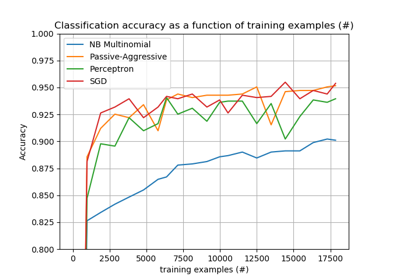 Classification accuracy as a function of training examples (#)
1.000
0.975
0.950
0.925
0.900
0.875
0.850
0.825
0.800
Accuracy
NB Multinomial
Passive-Aggressive
Perceptron
SGD
0 2500 5000 7500 10000 12500 15000 17500
training examples (#)